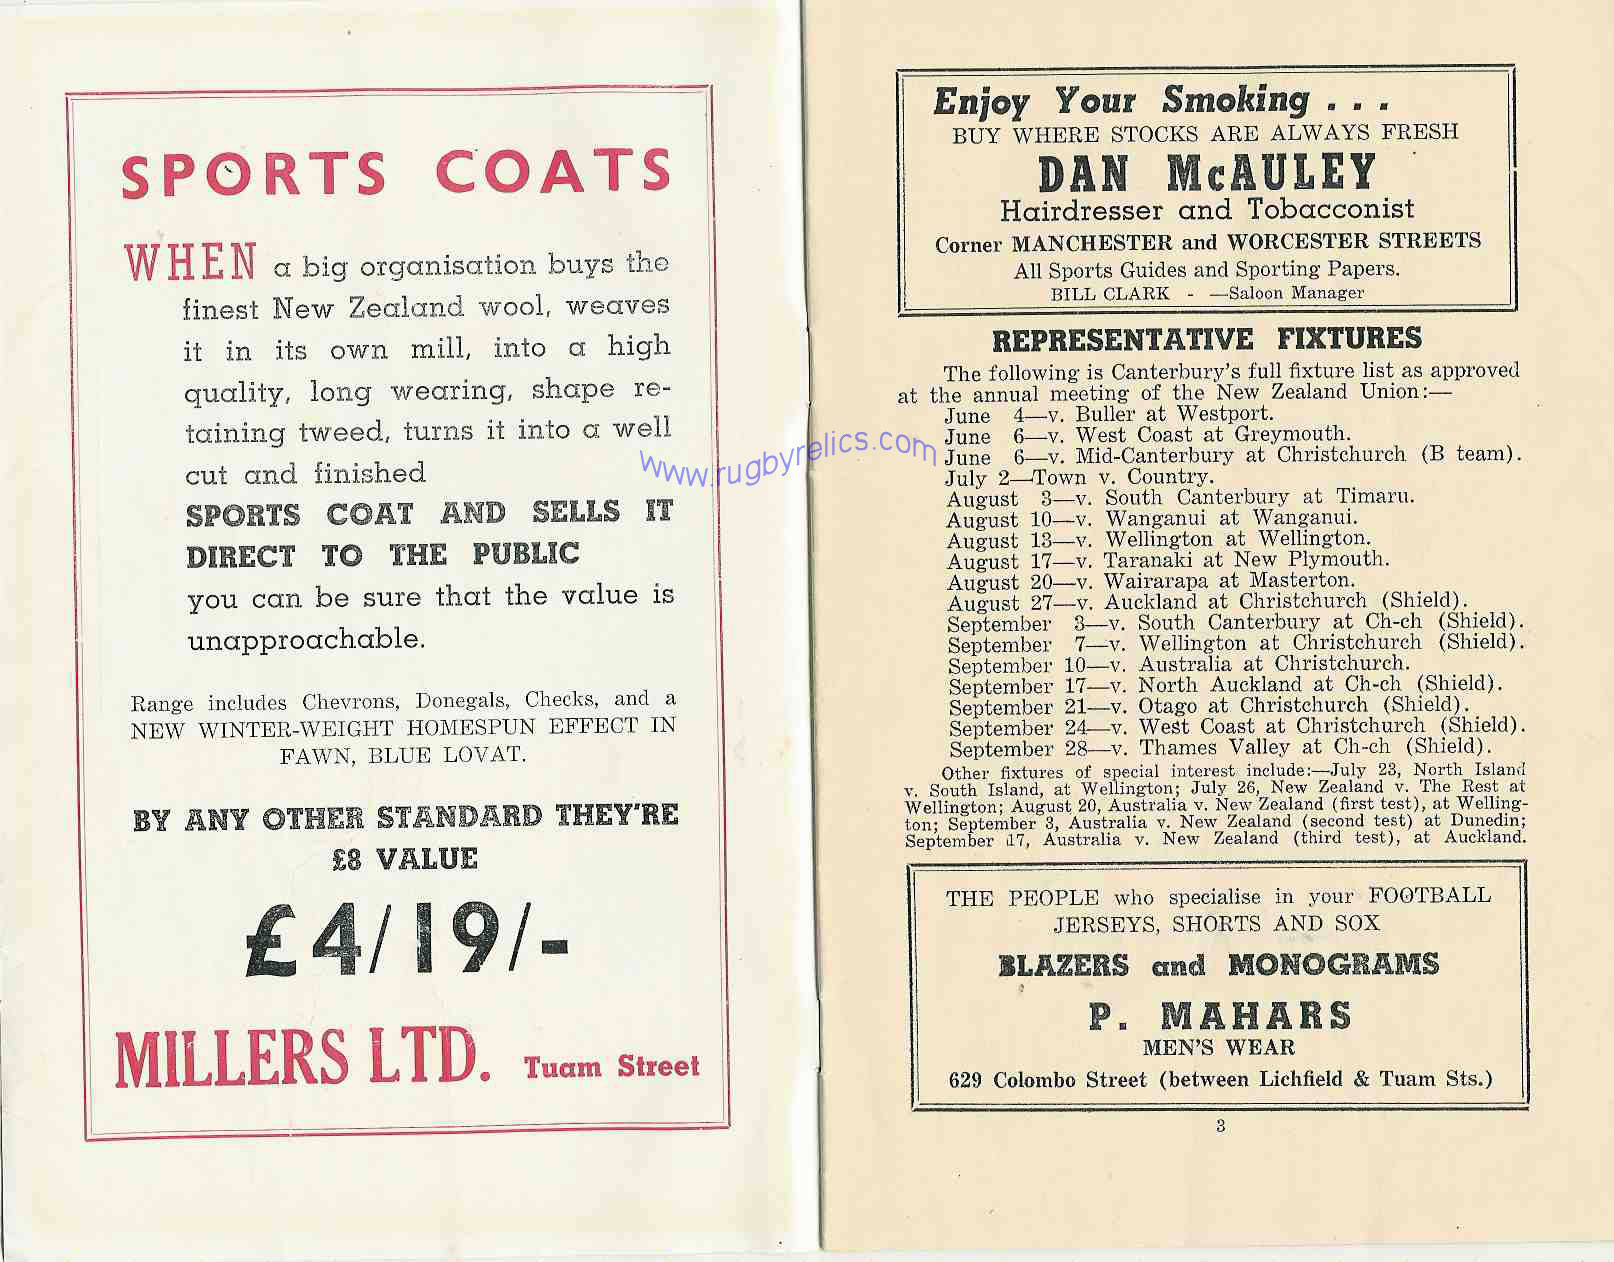 SPORTS COATS
WHEN a big organisation buys the
finest New Zealand wool, weaves
it in its own mill, into a high
quality, long wearing, shape re-
taining tweed, turns it into a well
cut and finished
SPORTS COAT AND SELLS IT
DIRECT TO THE PUBLIC
you can be sure that the value is
unapproachable.
Range includes Chevrons, Donegals, Checks, and a
NEW WINTER-WEIGHT HOMESPUN EFFECT IN
FAWN, BLUE LOVAT.
BY ANY OTHER STANDARD THEY'RE
£8 VALUE
£4/19/-
MILLERS LTD. Tuam Street
www.rugbyrelics.com
Enjoy Your Smoking . . .
BUY WHERE STOCKS ARE ALWAYS FRESH
DAN McAULEY
Hairdresser and Tobacconist
Corner MANCHESTER and WORCESTER STREETS
All Sports Guides and Sporting Papers.
BILL CLARK - —Saloon Manager
REPRESENTATIVE FIXTURES
The following is Canterbury's full fixture list as approved
at the annual meeting of the New Zealand Union:—
June 4—v. Buller at Westport.
June 6—v. West Coast at Greymouth.
June 6—v. Mid-Canterbury at Christchurch (B team).
July 2—Town v. Country.
August 3—v. South Canterbury at Timaru.
August 10—v. Wanganui at Wanganui.
August 13—v. Wellington at Wellington.
August 17—v. Taranaki at New Plymouth.
August 20—v. Wairarapa at Masterton.
August 27—v. Auckland at Christchurch (Shield).
September 3—v. South Canterbury at Ch-ch (Shield).
September 7—v. Wellington at Christchurch (Shield).
September 10—v. Australia at Christchurch.
September 17—v. North Auckland at Ch-ch (Shield).
September 21—v. Otago at Christchurch (Shield).
September 24—v. West Coast at Christchurch (Shield).
September 28—v. Thames Valley at Ch-ch (Shield).
Other fixtures of special interest include:—July 23, North Island
v. South Island, at Wellington; July 26, New Zealand v. The Rest at
Wellington; August 20, Australia v. New Zealand (first test), at Welling-
ton; September 3, Australia v. New Zealand (second test) at Dunedin;
September 17, Australia v. New Zealand (third test), at Auckland.
THE PEOPLE who specialise in your FOOTBALL
JERSEYS, SHORTS AND SOX
BLAZERS and MONOGRAMS
P. MAHARS
MEN'S WEAR
629 Colombo Street (between Lichfield & Tuam Sts.)
3